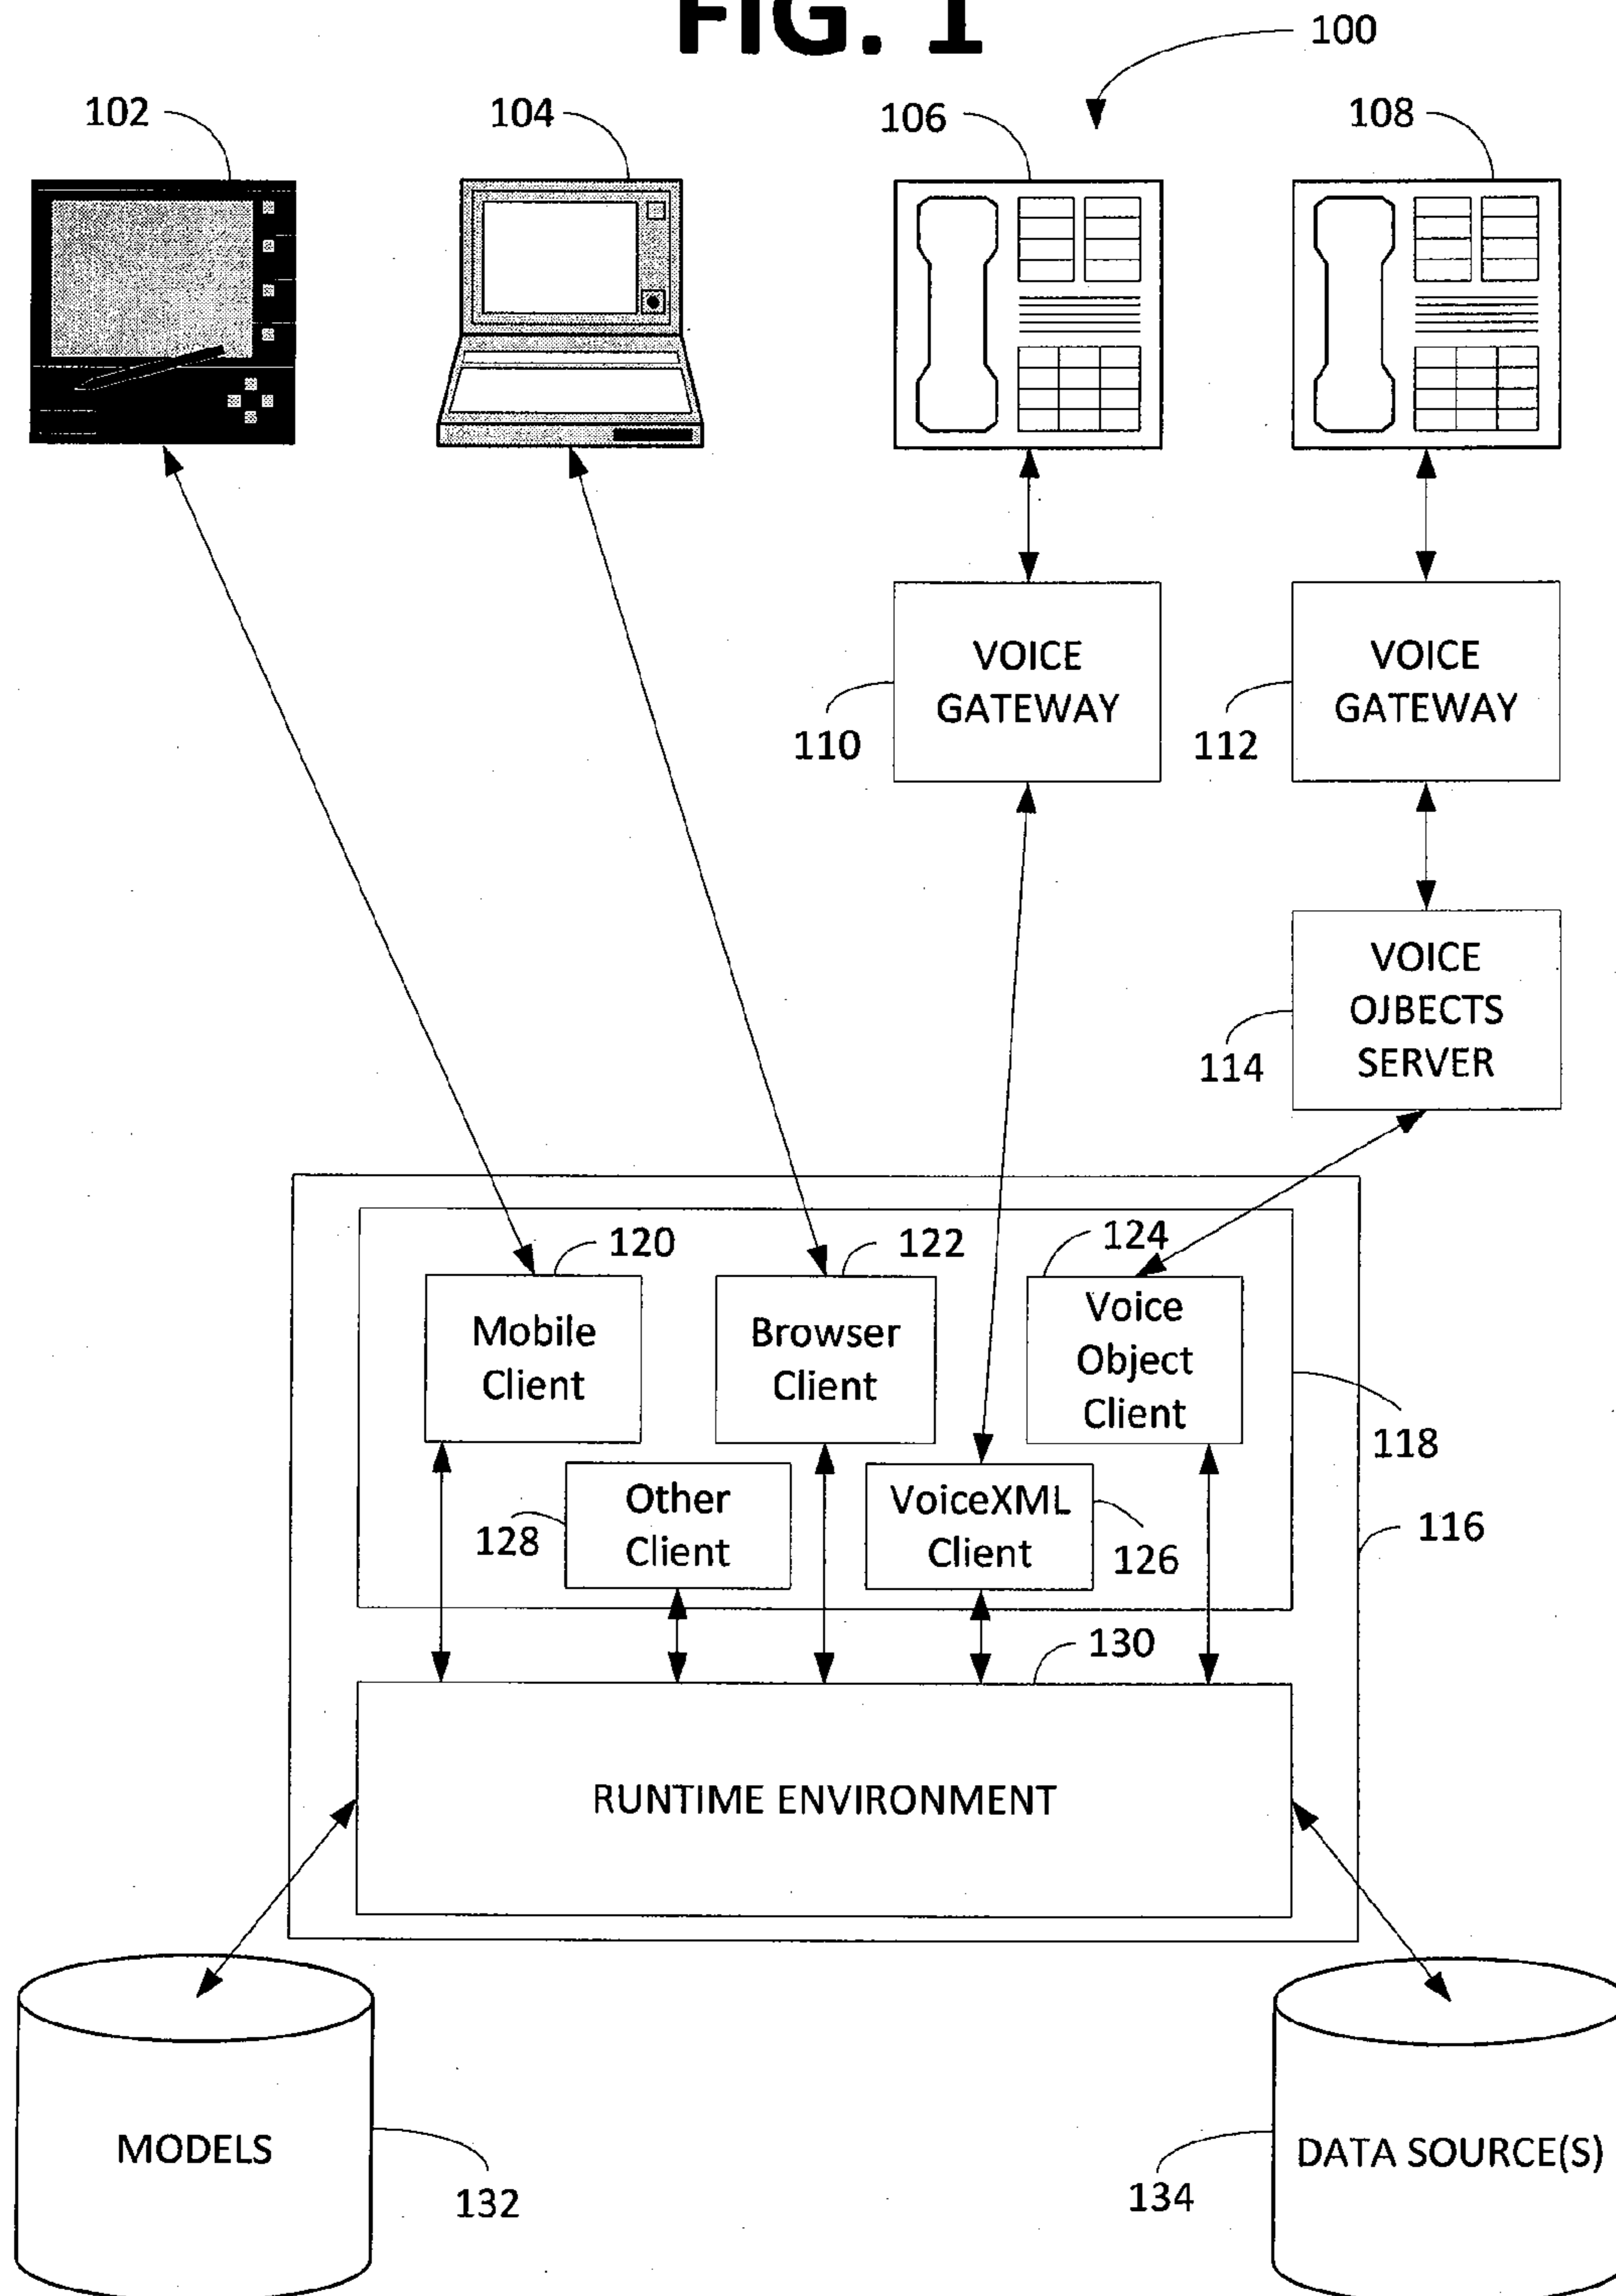 FIG. 1
100
102
104
106
108
VOICE
GATEWAY
110
VOICE
GATEWAY
112
VOICE
OJBECTS
SERVER
114
120
122
124
Mobile
Client
Browser
Client
Voice
Object
Client
118
Other
Client
128
VoiceXML
Client
126
116
130
RUNTIME ENVIRONMENT
MODELS
132
DATA SOURCE(S)
134